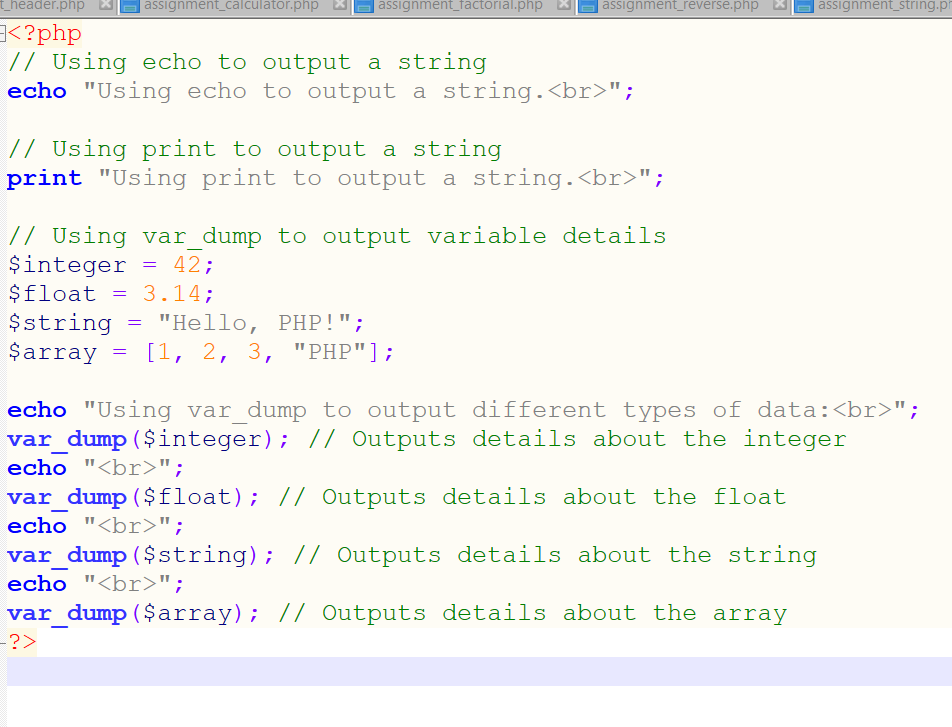 t_header.php assignment_calculator.php assignment_factorial.php assignment_reverse.php assignment_string.ph
<?php
// Using echo to output a string
echo "Using echo to output a string.<br>";
// Using print to output a string
print "Using print to output a string.<br>";
// Using var_dump to output variable details
$integer = 42;
$float = 3.14;
$string = "Hello, PHP!";
$array = [1, 2, 3, "PHP"];
echo "Using var_dump to output different types of data:<br>";
var_dump($integer); // Outputs details about the integer
echo "<br>";
var_dump($float); // Outputs details about the float
echo "<br>";
var_dump($string); // Outputs details about the string
echo "<br>";
var_dump($array); // Outputs details about the array
?>